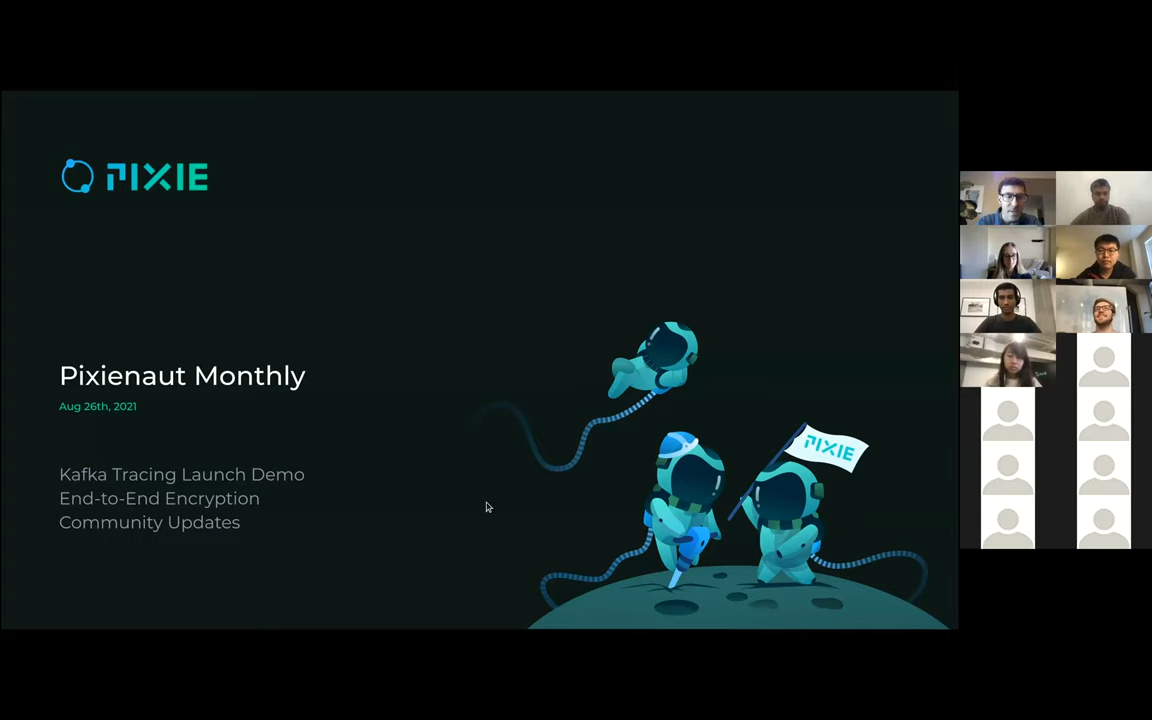 PIXIE
Pixienaut Monthly
Aug 26th, 2021
Kafka Tracing Launch Demo
End-to-End Encryption
Community Updates
PIXIE